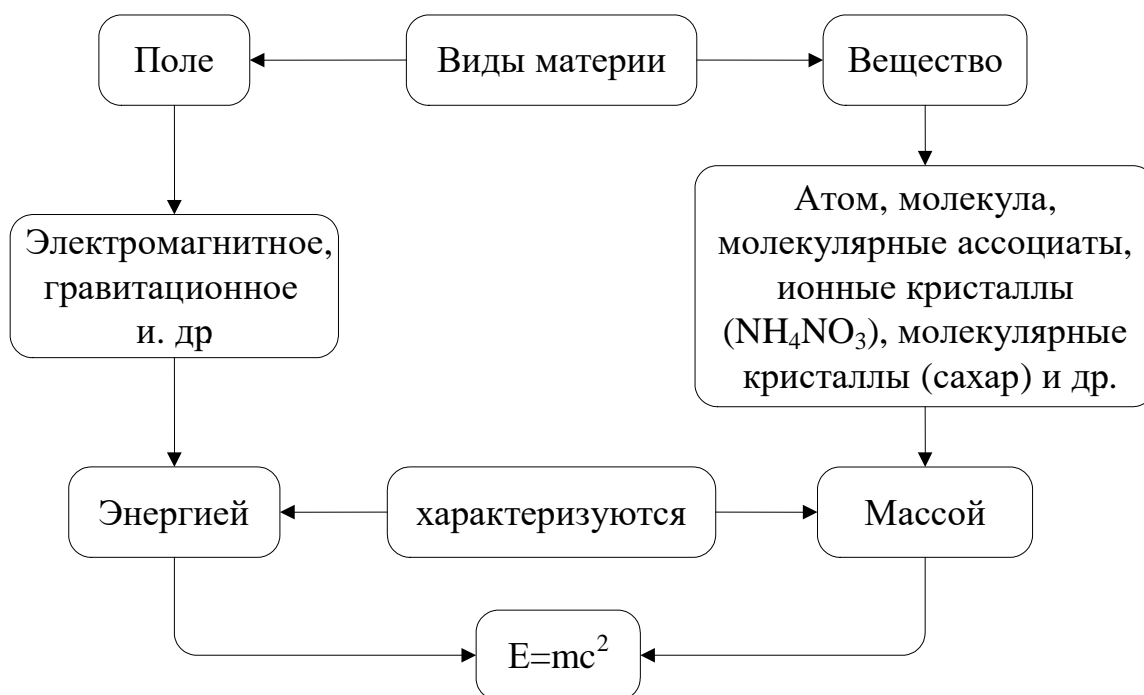 Поле
Виды материи
Вещество
Электромагнитное,
гравитационное
и. др
Атом, молекула,
молекулярные ассоциаты,
ионные кристаллы
(NH₄NO₃), молекулярные
кристаллы (сахар) и др.
Энергией
характеризуются
Массой
E=mc²